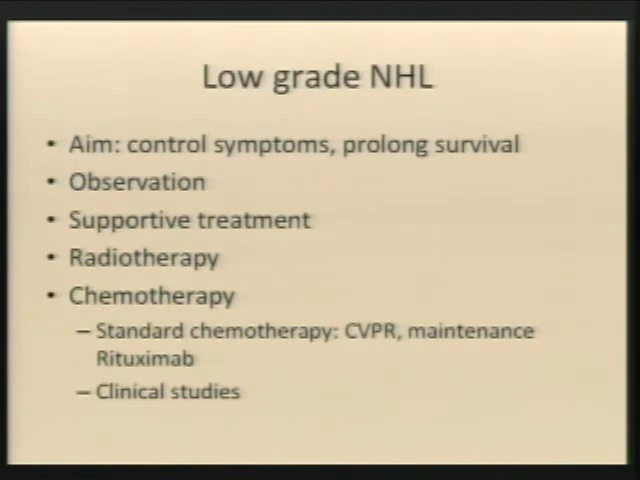 Low grade NHL
• Aim: control symptoms, prolong survival
• Observation
• Supportive treatment
• Radiotherapy
• Chemotherapy
– Standard chemotherapy: CVPR, maintenance
Rituximab
– Clinical studies